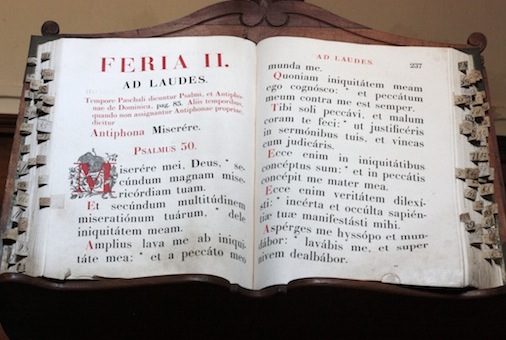 FERIA II.
AD LAUDES.
Tempore Paschali dicuntur Psalmi, et Antipho-
nae de Dominica, pag. 85. Aliis temporibus,
quando non assignantur Antiphonae propriae,
dicitur
Antiphona Miserére.
PSALMUS 50.
Miserére mei, Deus, * se-
cúndum magnam mise-
ricórdiam tuam.
Et secúndum multitúdinem
miseratiónum tuárum, * dele
iniquitátem meam.
Amplius lava me ab iniqui-
táte mea: * et a peccáto meo
AD LAUDES.
237
munda me.
Quoniam iniquitátem meam
ego cognósco: * et peccátum
meum contra me est semper.
Tibi soli peccávi, et malum
coram te feci: * ut justificéris
in sermónibus tuis, et vincas
cum judicáris.
Ecce enim in iniquitátibus
concéptus sum: * et in peccátis
concépit me mater mea.
Ecce enim veritátem dilexí-
sti: * incérta et occúlta sapién-
tiæ tuæ manifestásti mihi.
Aspérges me hyssópo et mun-
dábor: * lavábis me, et super
nivem dealbábor.